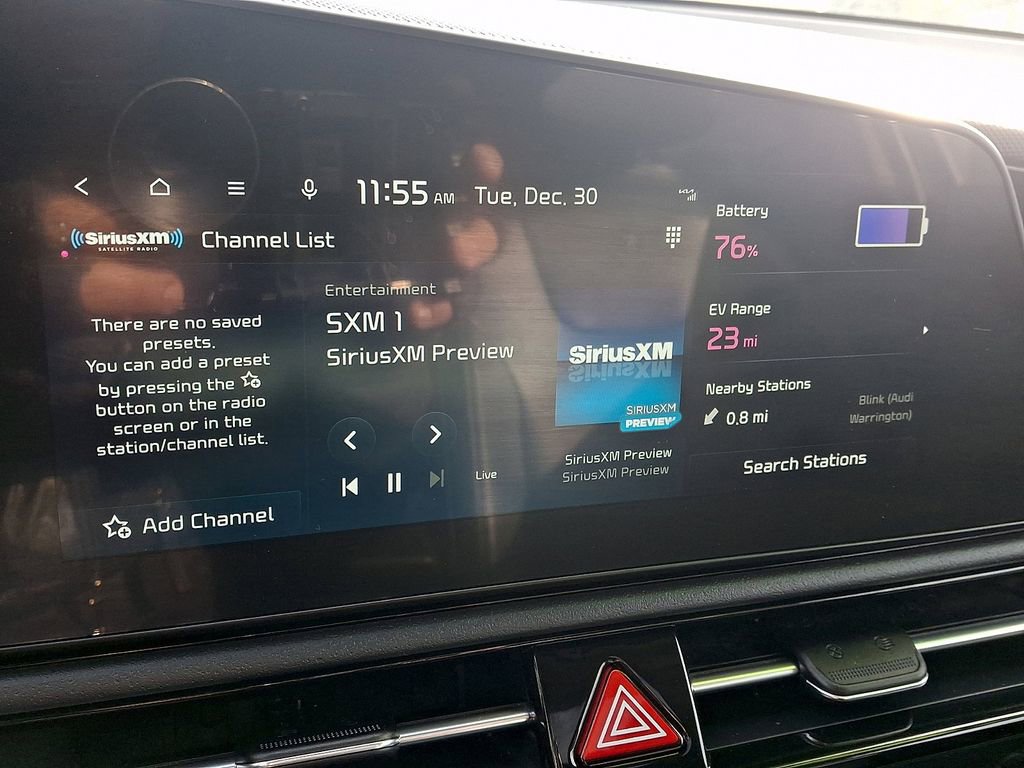 11:55 AM Tue, Dec. 30
SiriusXM
SATELLITE RADIO
Channel List
There are no saved
presets.
You can add a preset
by pressing the
button on the radio
screen or in the
station/channel list.
Add Channel
Entertainment
SXM 1
SiriusXM Preview
Live
SiriusXM
SIRIUSXM
PREVIEW
SiriusXM Preview
SiriusXM Preview
Battery
76%
EV Range
23 mi
Nearby Stations
0.8 mi
Blink (Audi
Warrington)
Search Stations